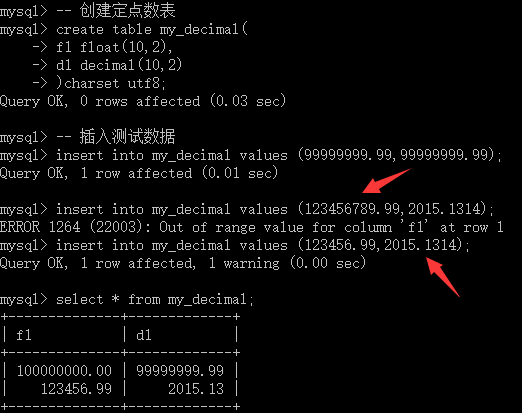 mysql> -- 创建定点数表
mysql> create table my_decimal(
    -> f1 float(10,2),
    -> d1 decimal(10,2)
    -> )charset utf8;
Query OK, 0 rows affected (0.03 sec)

mysql> -- 插入测试数据
mysql> insert into my_decimal values (99999999.99,99999999.99);
Query OK, 1 row affected (0.01 sec)

mysql> insert into my_decimal values (123456789.99,2015.1314);
ERROR 1264 (22003): Out of range value for column 'f1' at row 1
mysql> insert into my_decimal values (123456.99,2015.1314);
Query OK, 1 row affected, 1 warning (0.00 sec)

mysql> select * from my_decimal;
+--------------+-------------+
| f1           | d1          |
+--------------+-------------+
| 100000000.00 | 99999999.99 |
|    123456.99 |     2015.13 |
+--------------+-------------+